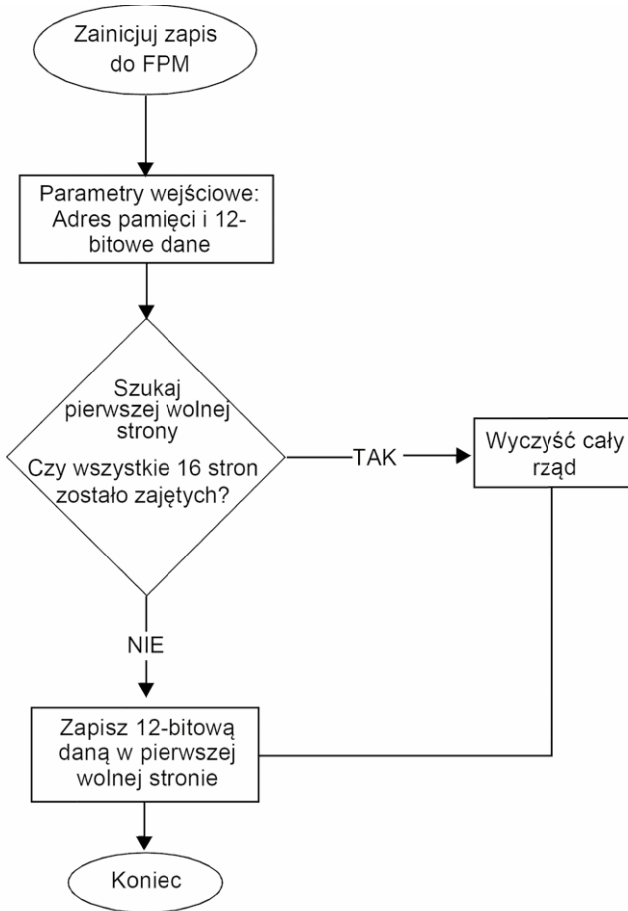 Zainicjuj zapis
do FPM
Parametry wejściowe:
Adres pamięci i 12-
bitowe dane
Szukaj
pierwszej wolnej
strony
Czy wszystkie 16 stron
zostało zajętych?
TAK
Wyczyść cały
rząd
NIE
Zapisz 12-bitową
daną w pierwszej
wolnej stronie
Koniec